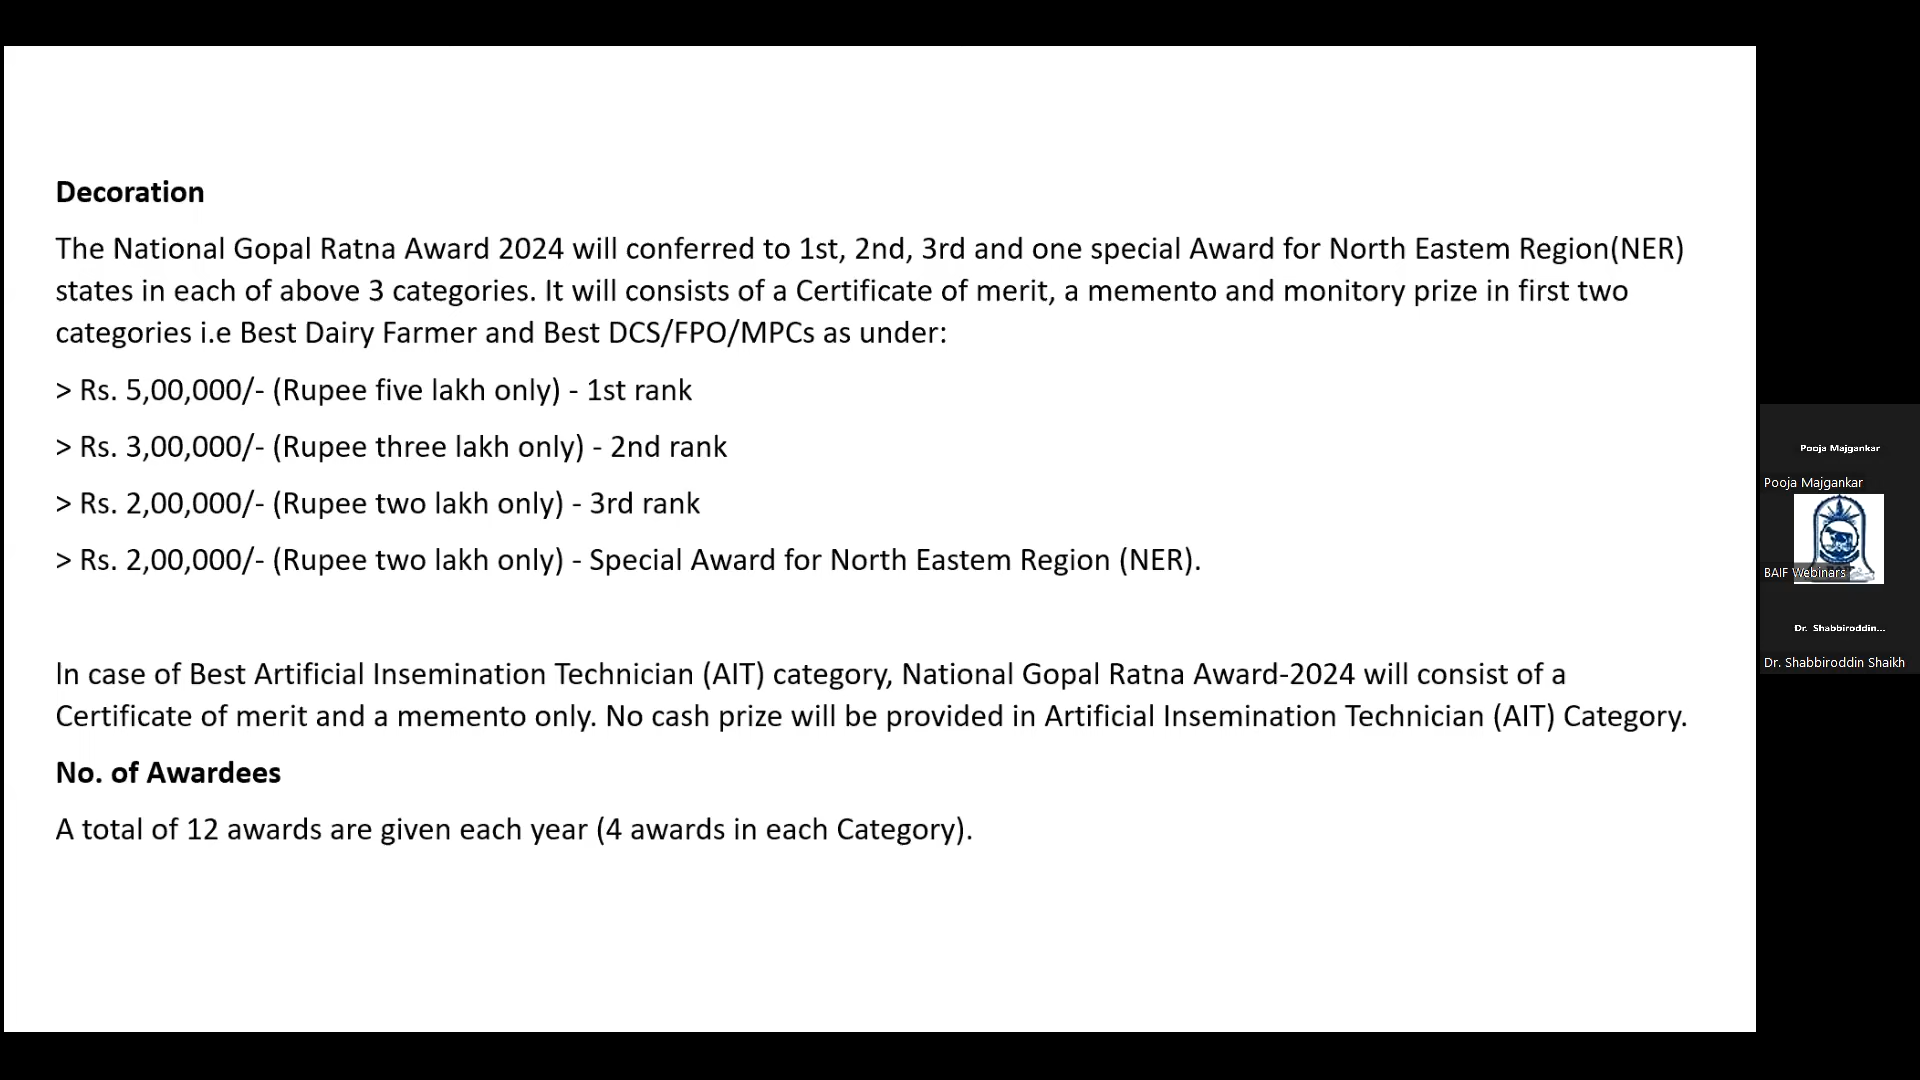 Decoration
The National Gopal Ratna Award 2024 will conferred to 1st, 2nd, 3rd and one special Award for North Eastem Region(NER)
states in each of above 3 categories. It will consists of a Certificate of merit, a memento and monitory prize in first two
categories i.e Best Dairy Farmer and Best DCS/FPO/MPCs as under:
> Rs. 5,00,000/- (Rupee five lakh only) - 1st rank
> Rs. 3,00,000/- (Rupee three lakh only) - 2nd rank
> Rs. 2,00,000/- (Rupee two lakh only) - 3rd rank
> Rs. 2,00,000/- (Rupee two lakh only) - Special Award for North Eastem Region (NER).
ln case of Best Artificial Insemination Technician (AIT) category, National Gopal Ratna Award-2024 will consist of a
Certificate of merit and a memento only. No cash prize will be provided in Artificial Insemination Technician (AIT) Category.
No. of Awardees
A total of 12 awards are given each year (4 awards in each Category).
Pooja Majgankar
Pooja Majgankar
BAIF Webinars
Dr. Shabbiroddin...
Dr. Shabbiroddin Shaikh